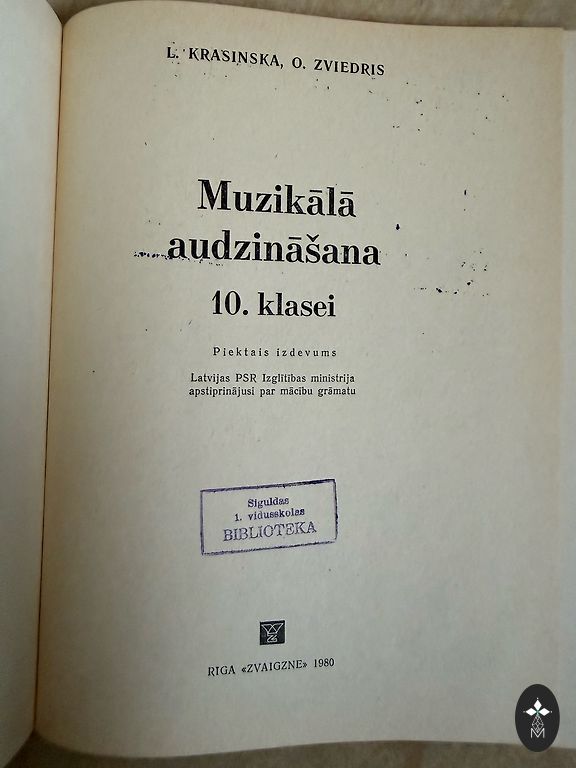 L. KRASINSKA, O. ZVIEDRIS
Muzikālā
audzināšana
10. klasei
Piektais izdevums
Latvijas PSR Izglītības ministrija
apstiprinājusi par mācību grāmatu
Siguldas
1. vidusskolas
BIBLIOTEKA
RIGA «ZVAIGZNE» 1980
M